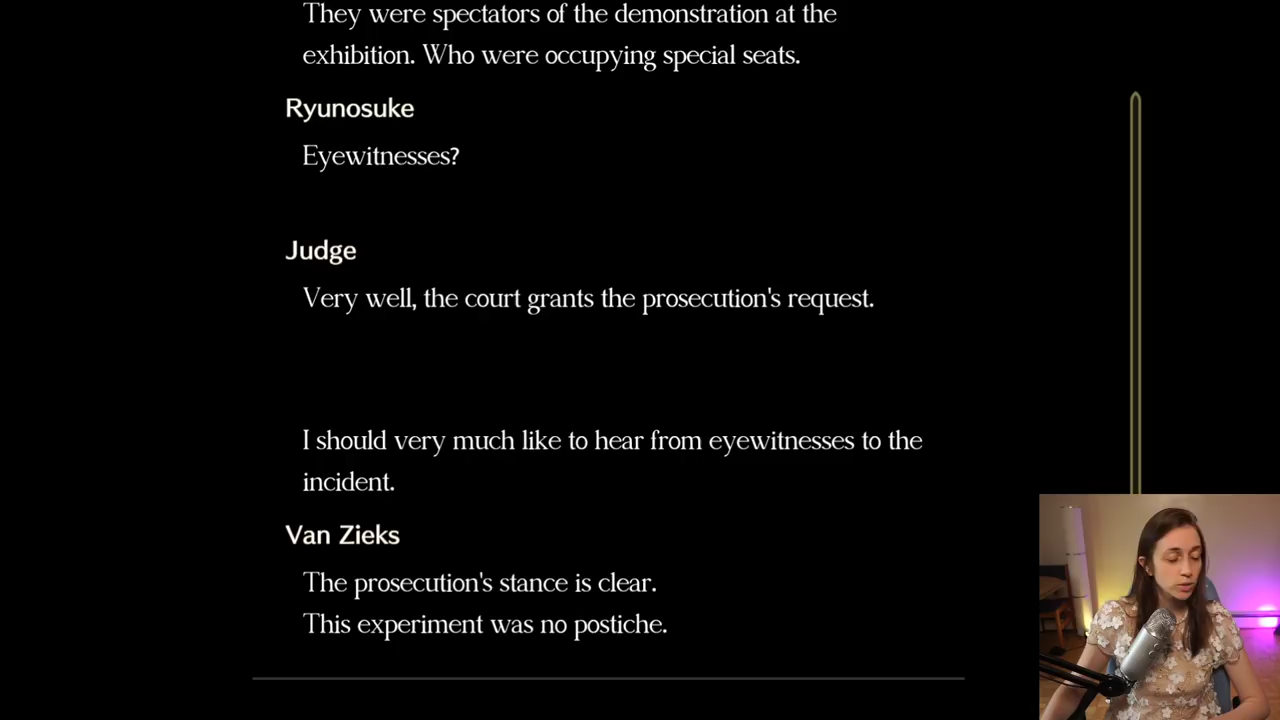 They were spectators of the demonstration at the
exhibition. Who were occupying special seats.
Ryunosuke
Eyewitnesses?
Judge
Very well, the court grants the prosecution's request.
I should very much like to hear from eyewitnesses to the
incident.
Van Zieks
The prosecution's stance is clear.
This experiment was no postiche.